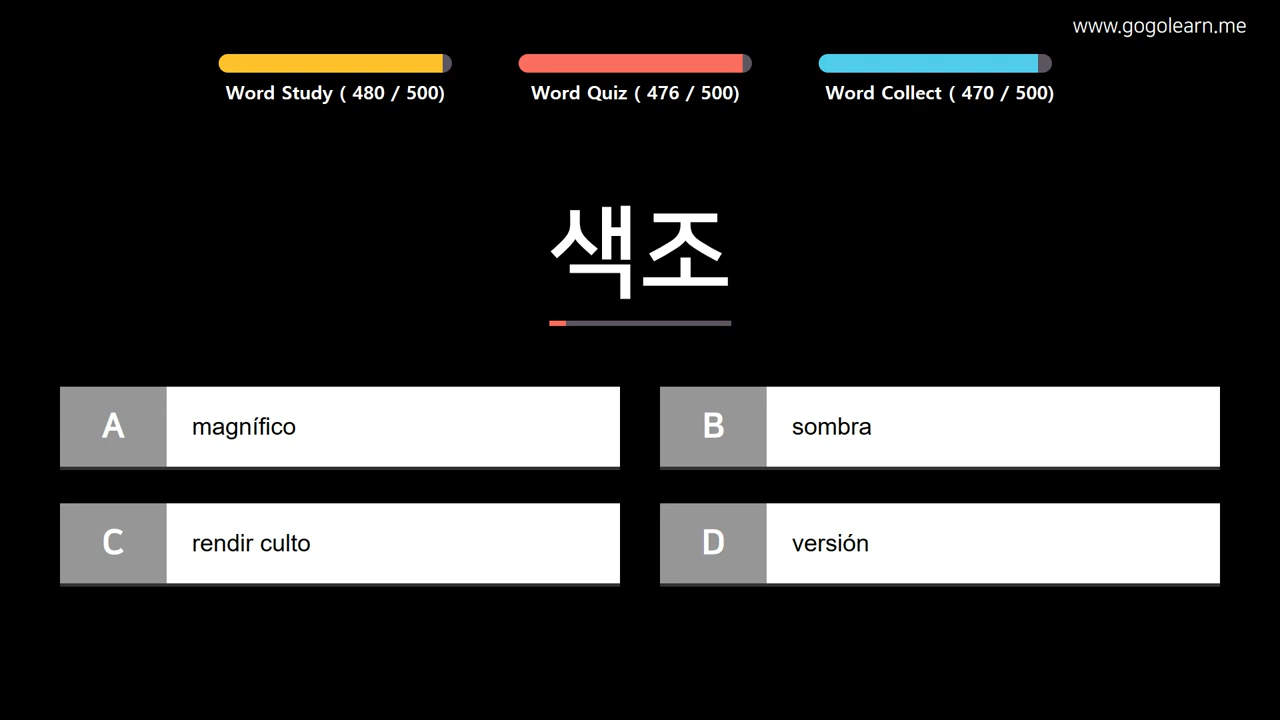 www.gogolearn.me
Word Study ( 480 / 500)
Word Quiz ( 476 / 500)
Word Collect ( 470 / 500)
색조
A
magnífico
B
sombra
C
rendir culto
D
versión